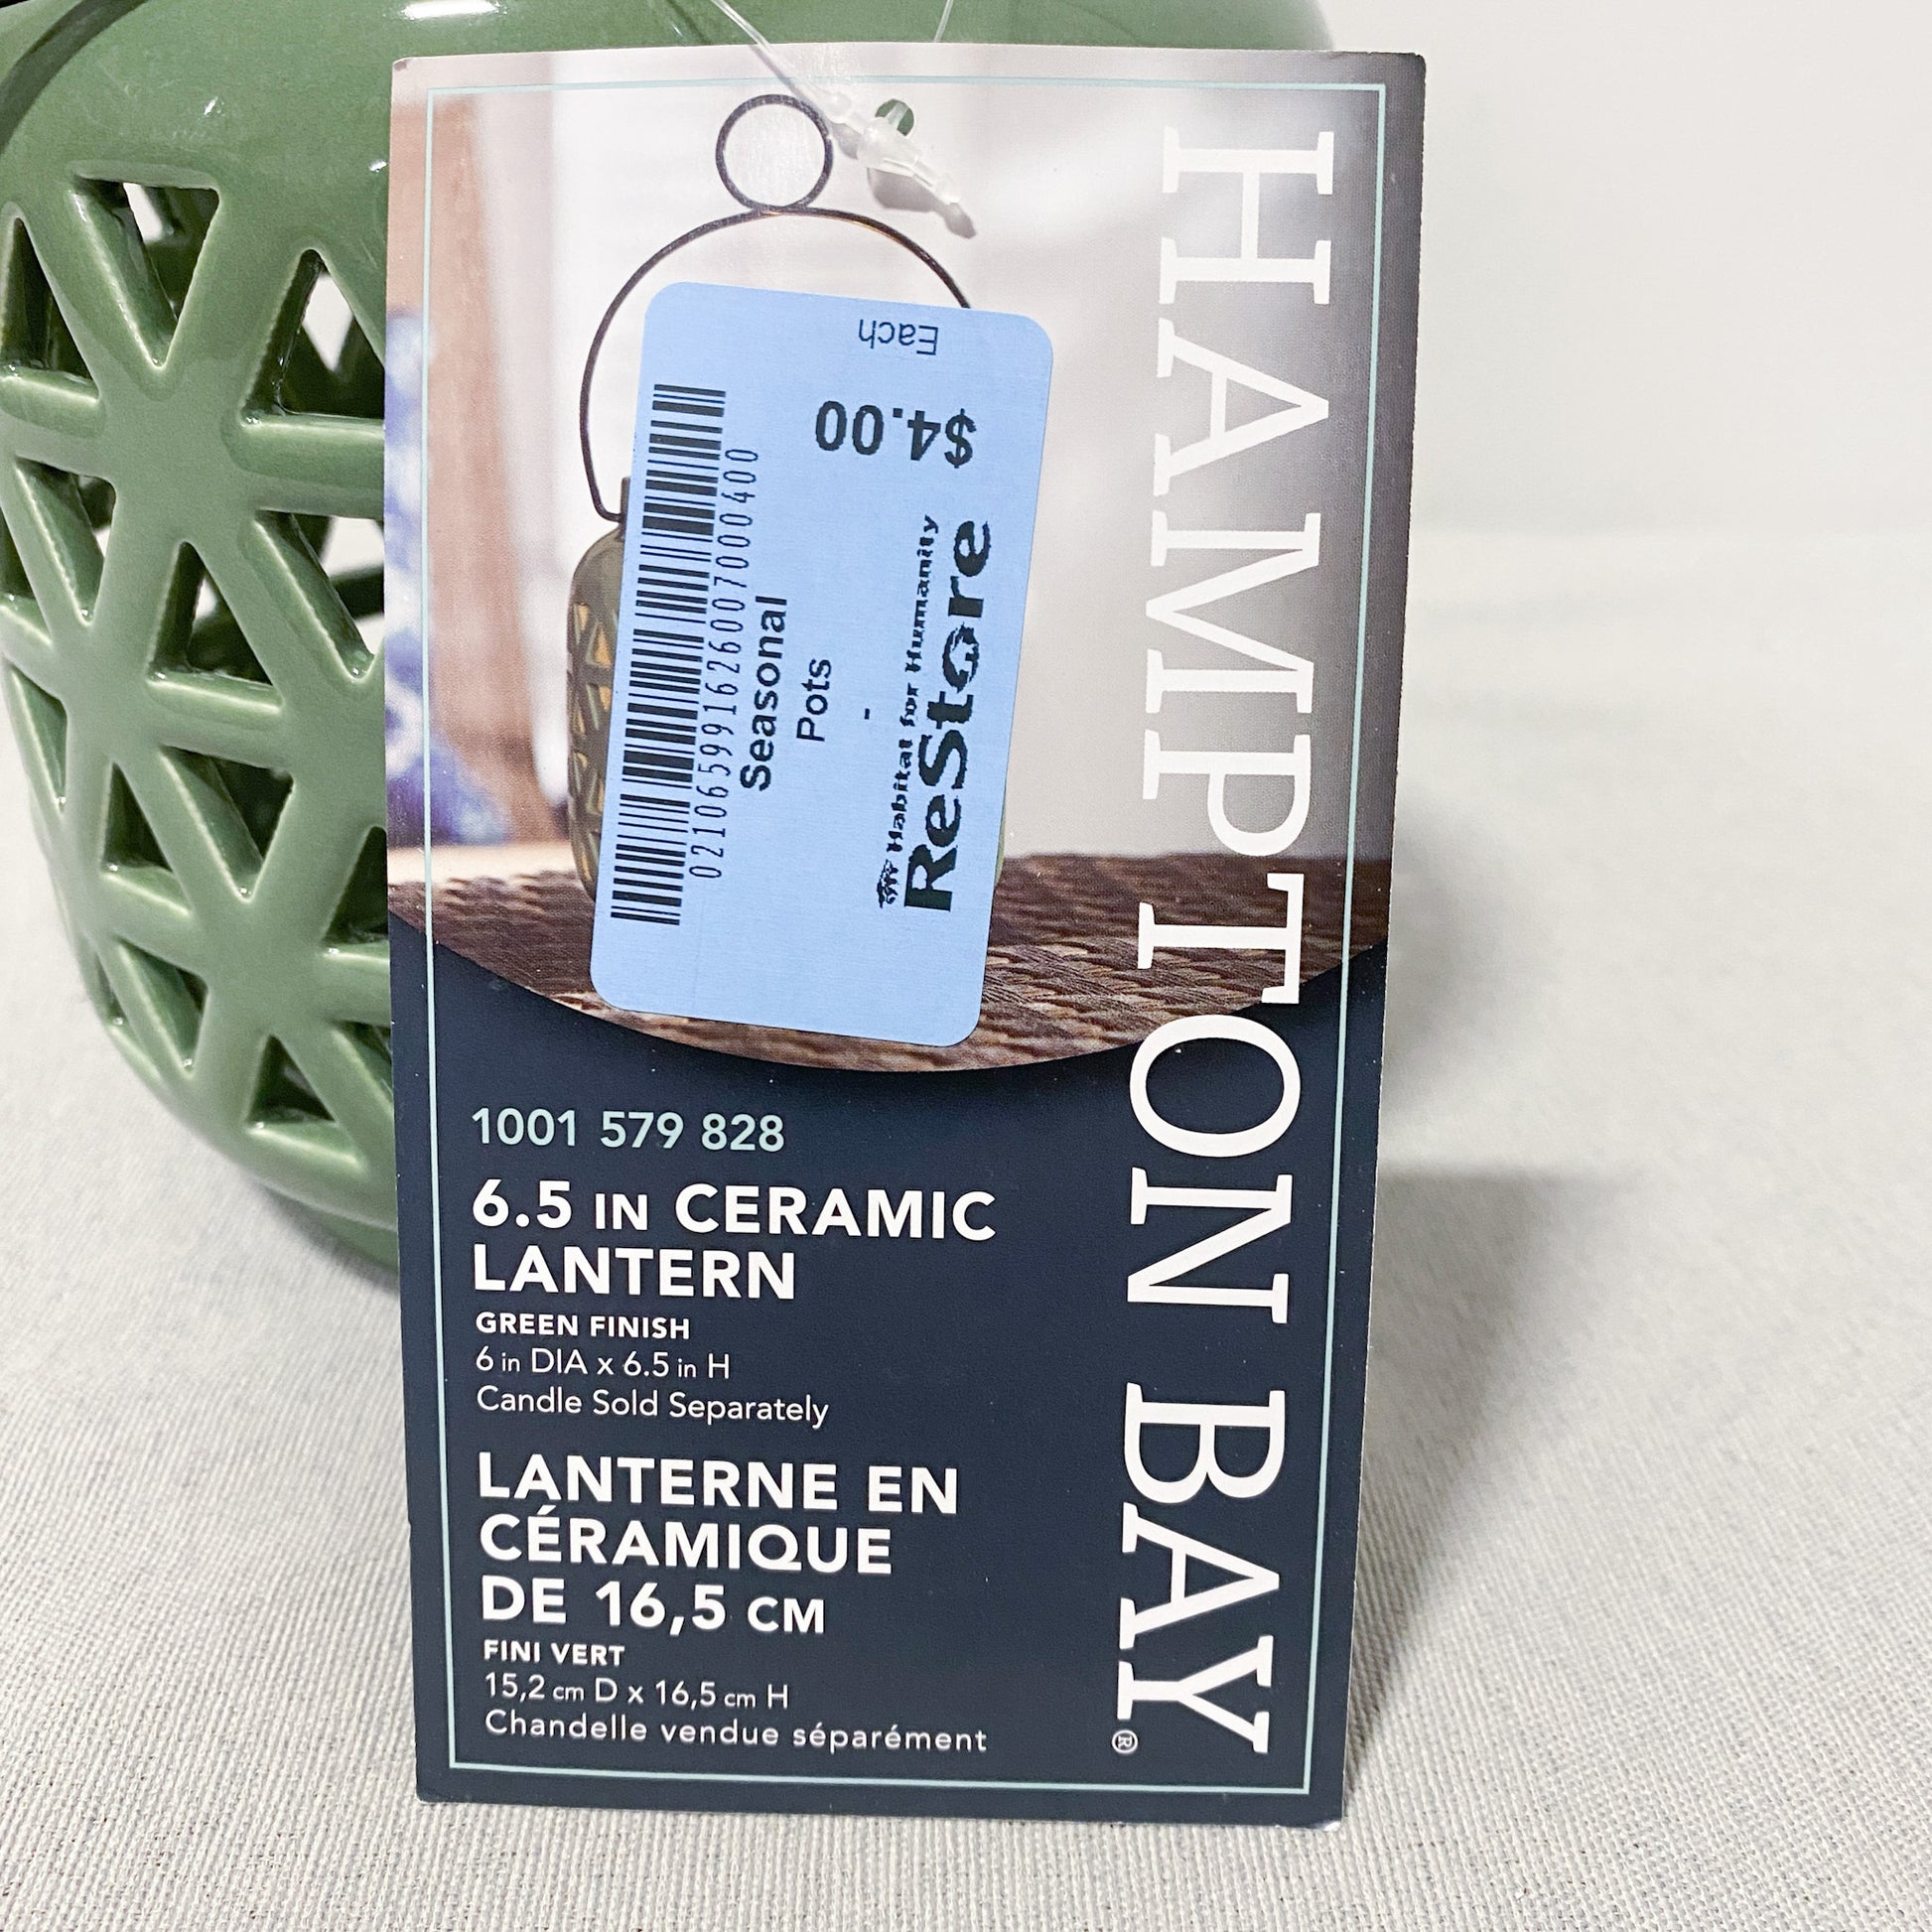 HAMPTON BAY®
Each
$4.00
Habitat for Humanity
ReStore
-
Pots
Seasonal
0210659916260070000400
1001 579 828
6.5 IN CERAMIC
LANTERN
GREEN FINISH
6 in DIA x 6.5 in H
Candle Sold Separately
LANTERNE EN
CÉRAMIQUE
DE 16,5 CM
FINI VERT
15,2 cm D x 16,5 cm H
Chandelle vendue séparément